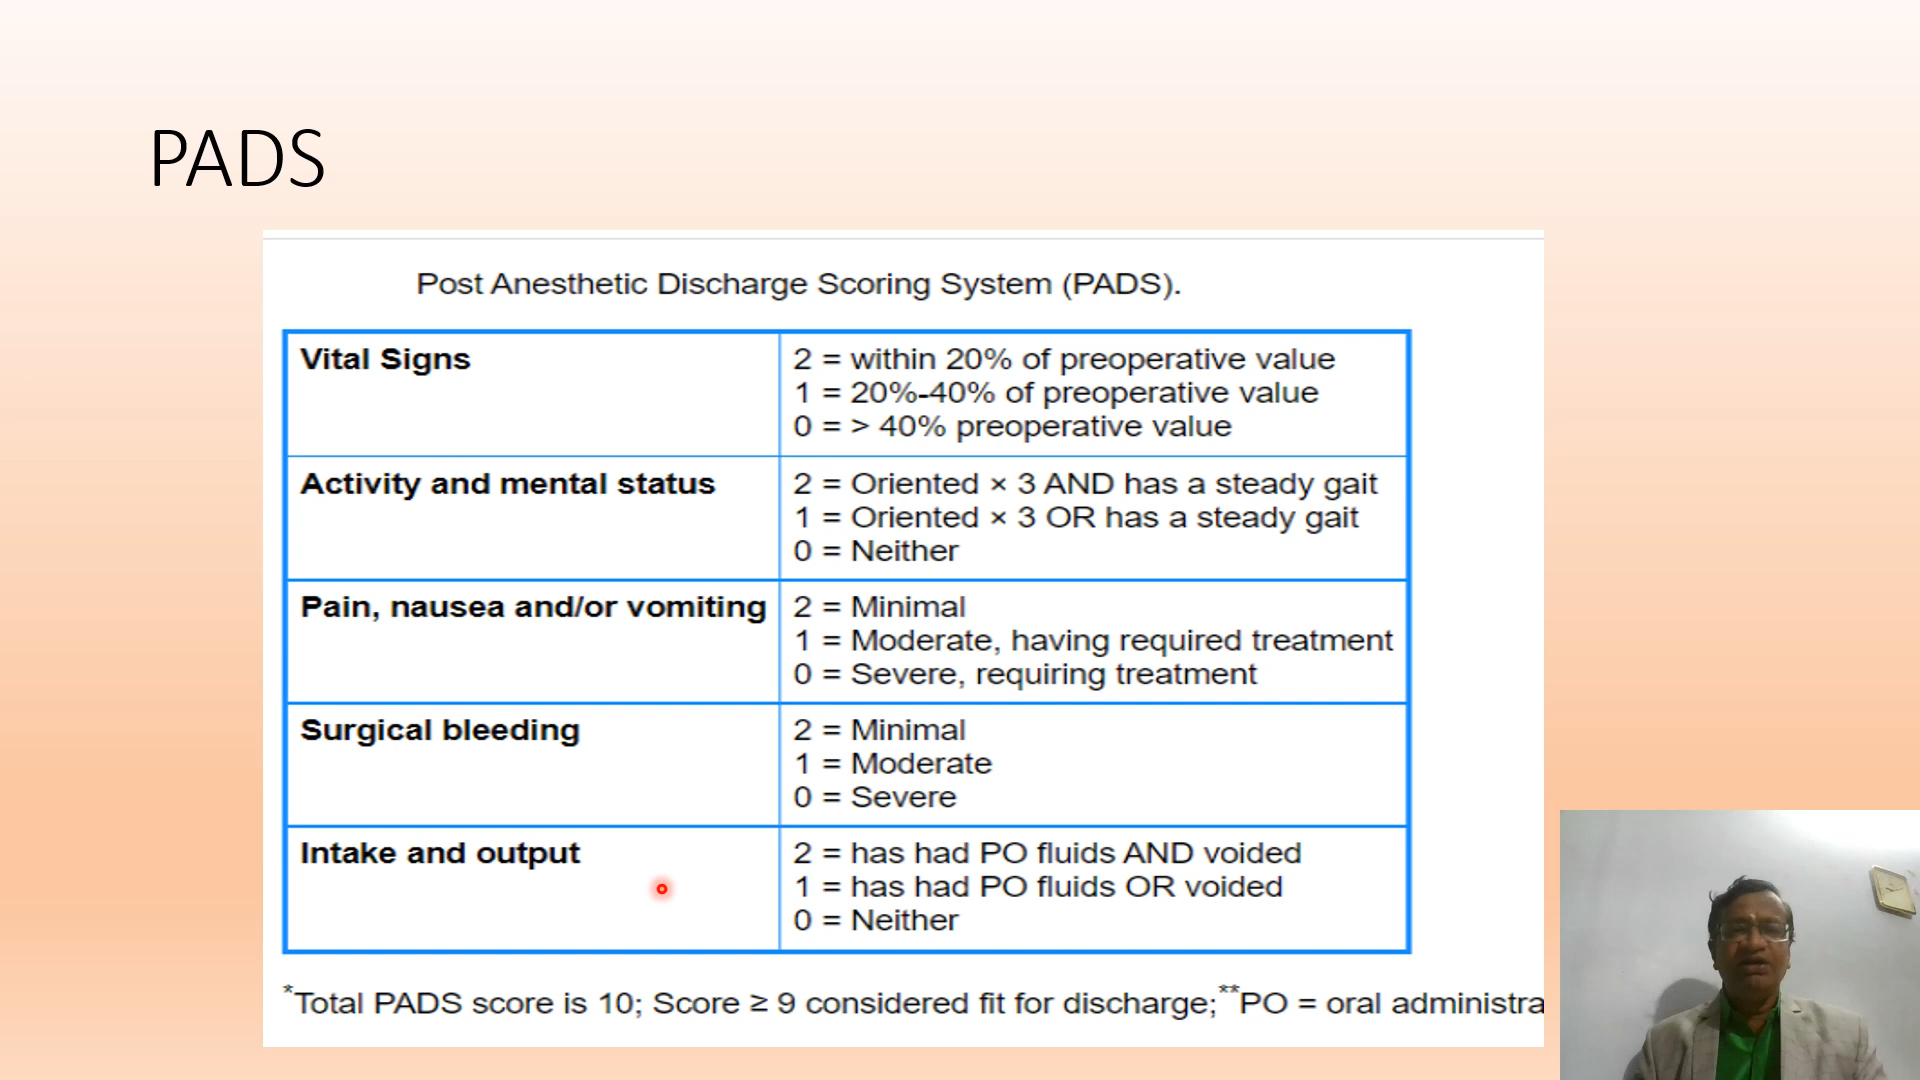 PADS
Post Anesthetic Discharge Scoring System (PADS).
Vital Signs
2 = within 20% of preoperative value
1 = 20%-40% of preoperative value
0 = > 40% preoperative value
Activity and mental status
2 = Oriented × 3 AND has a steady gait
1 = Oriented × 3 OR has a steady gait
0 = Neither
Pain, nausea and/or vomiting
2 = Minimal
1 = Moderate, having required treatment
0 = Severe, requiring treatment
Surgical bleeding
2 = Minimal
1 = Moderate
0 = Severe
Intake and output
2 = has had PO fluids AND voided
1 = has had PO fluids OR voided
0 = Neither
*Total PADS score is 10; Score ≥ 9 considered fit for discharge;**PO = oral administra